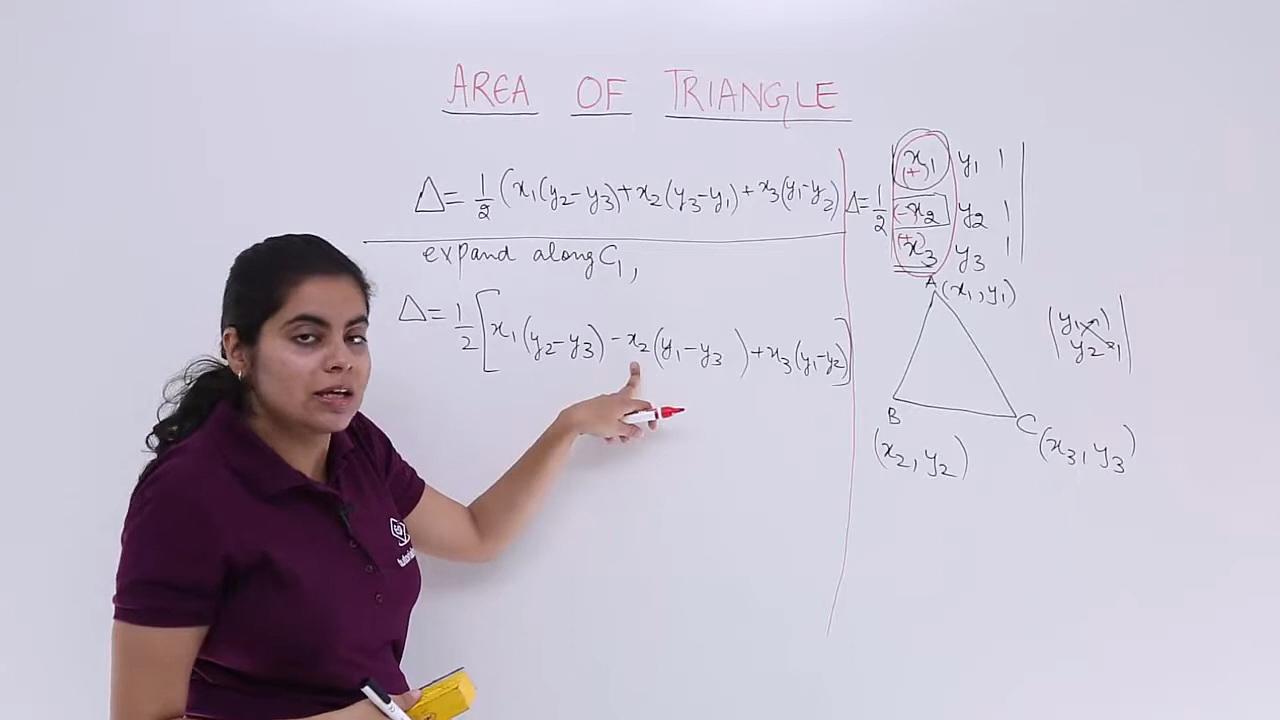 AREA OF TRIANGLE
Δ = 1/2 (x₁(y₂-y₃)+x₂(y₃-y₁)+x₃(y₁-y₂)
expand along C₁,
Δ = 1/2 [x₁(y₂-y₃)-x₂(y₁-y₃)+x₃(y₁-y₂)]
Δ = 1/2 | x₁ y₁ 1 |
(+)
(-) x₂ y₂ 1
(+)
x₃ y₃ 1
A (x₁, y₁)
B
(x₂, y₂)
C (x₃, y₃)
| y₁ 1 |
y₂ 1